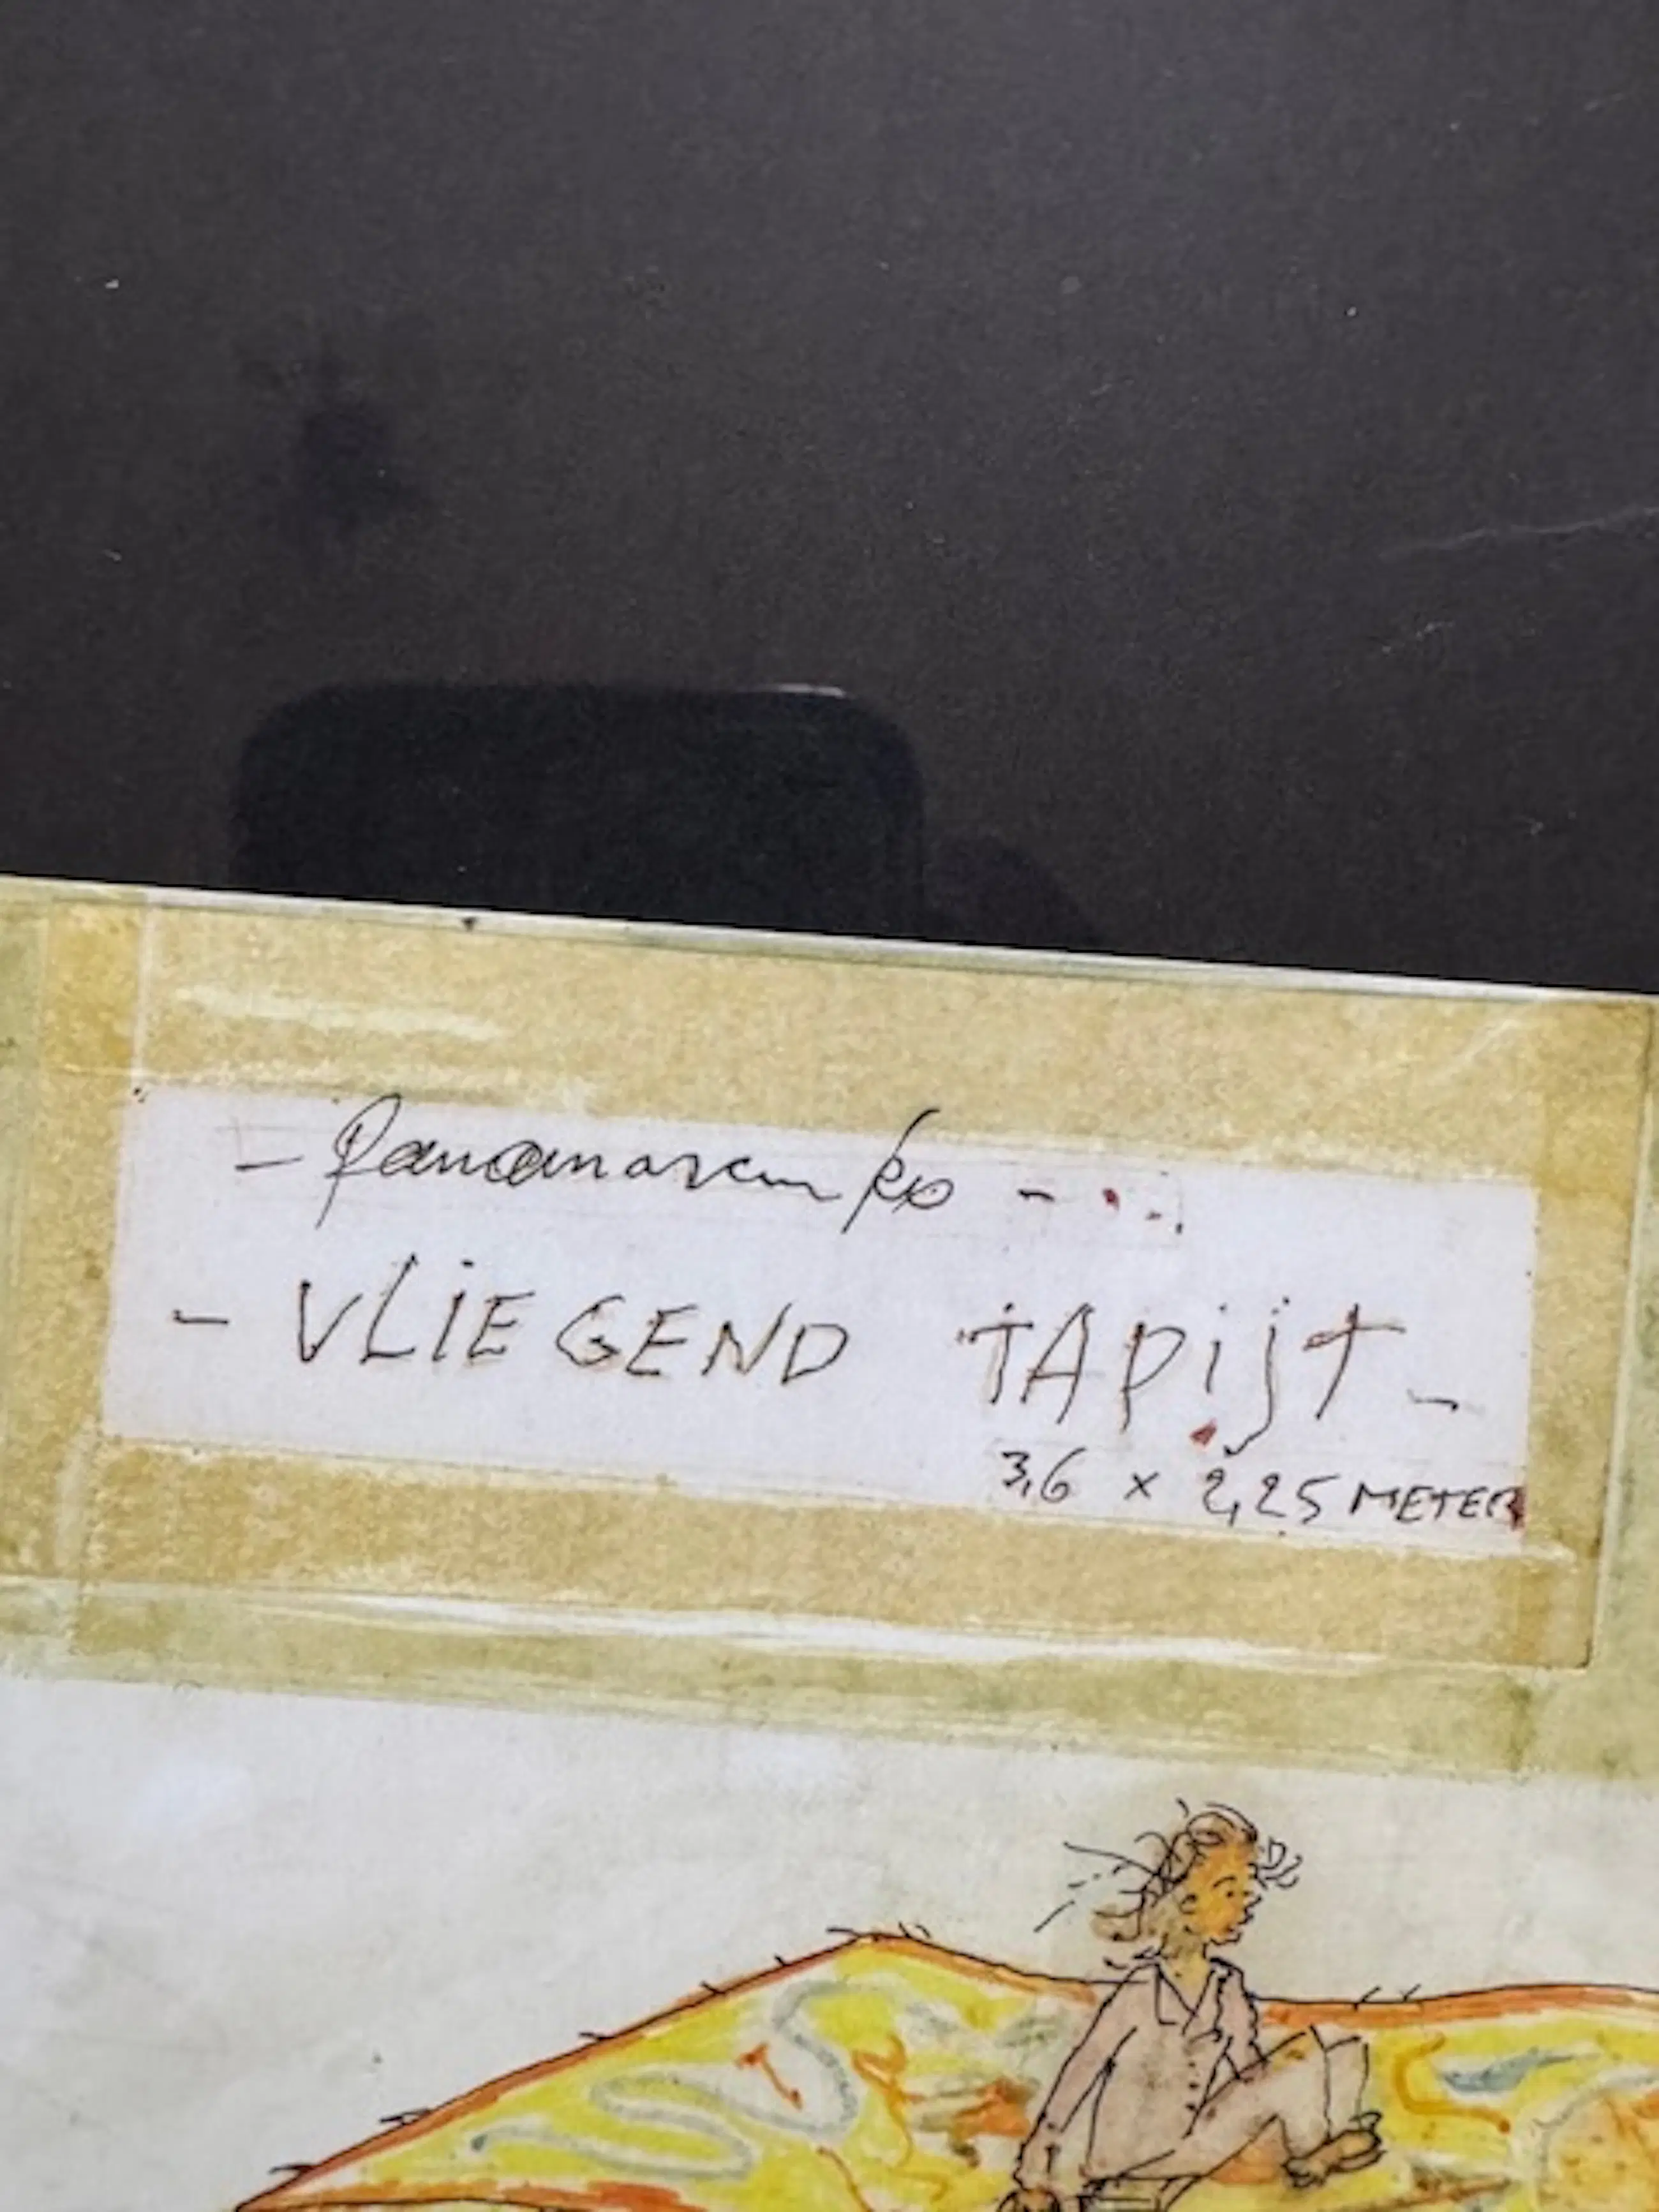 - Panamarenko -
- VLIEGEND TAPijT -
3,6 x 2,25 METER